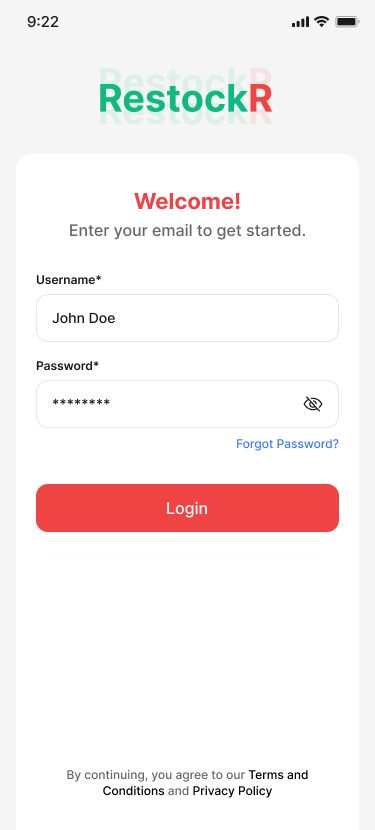 9:22
RestockR
Welcome!
Enter your email to get started.
Username*
John Doe
Password*
********
Forgot Password?
Login
By continuing, you agree to our Terms and
Conditions and Privacy Policy